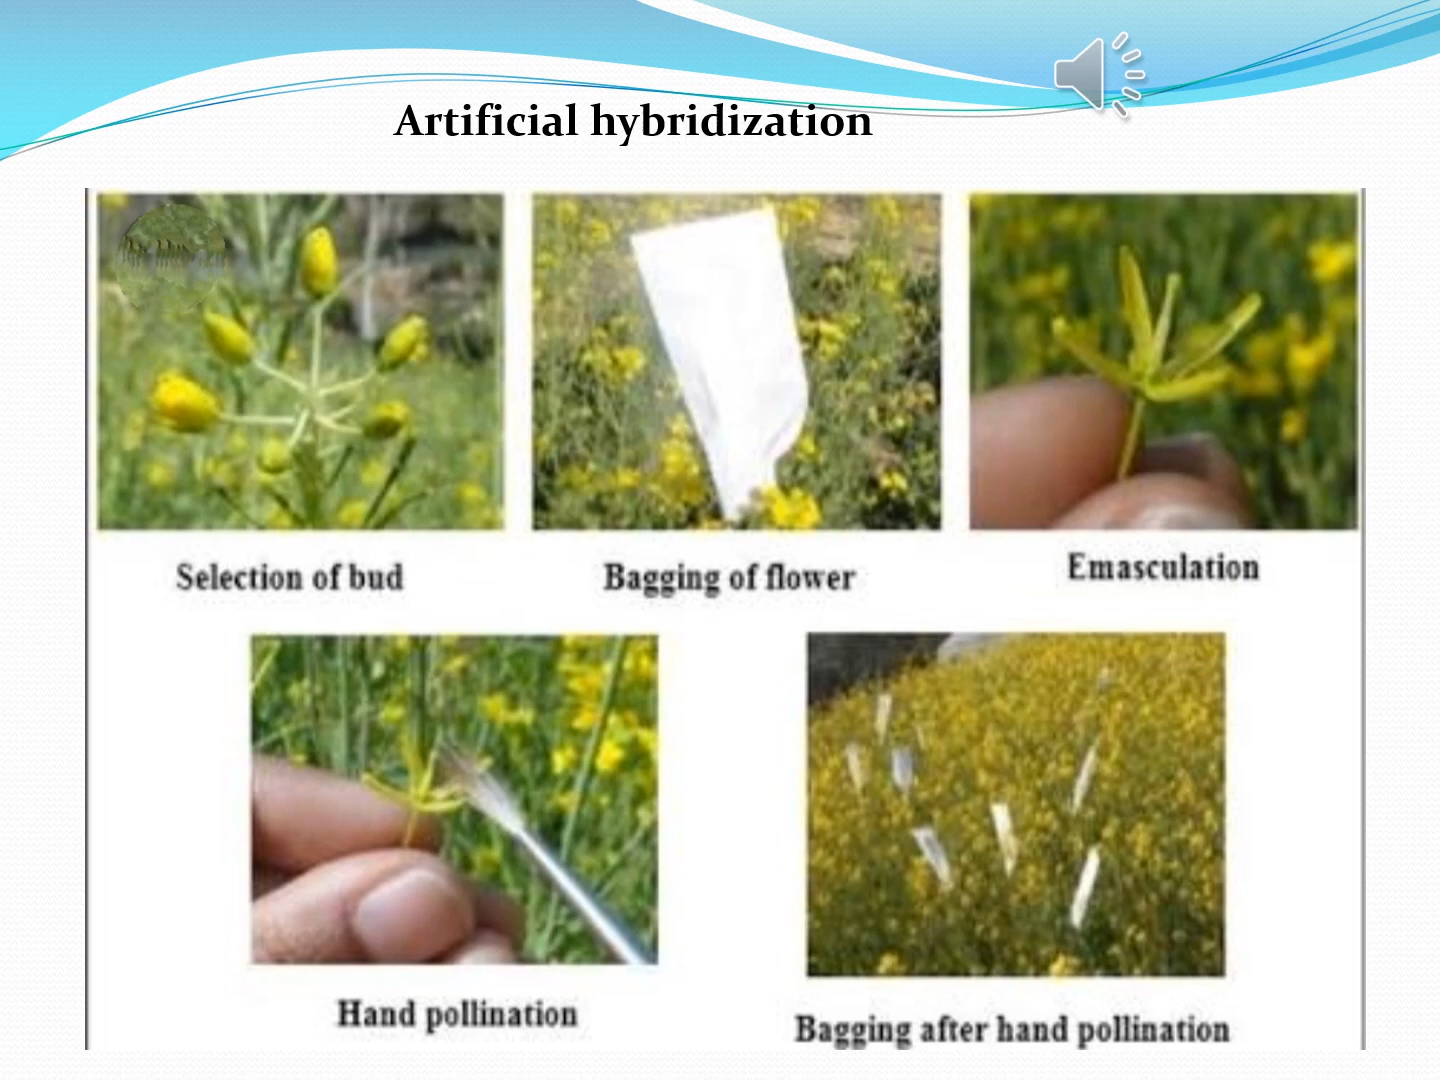 Artificial hybridization
Selection of bud
Bagging of flower
Emasculation
Hand pollination
Bagging after hand pollination